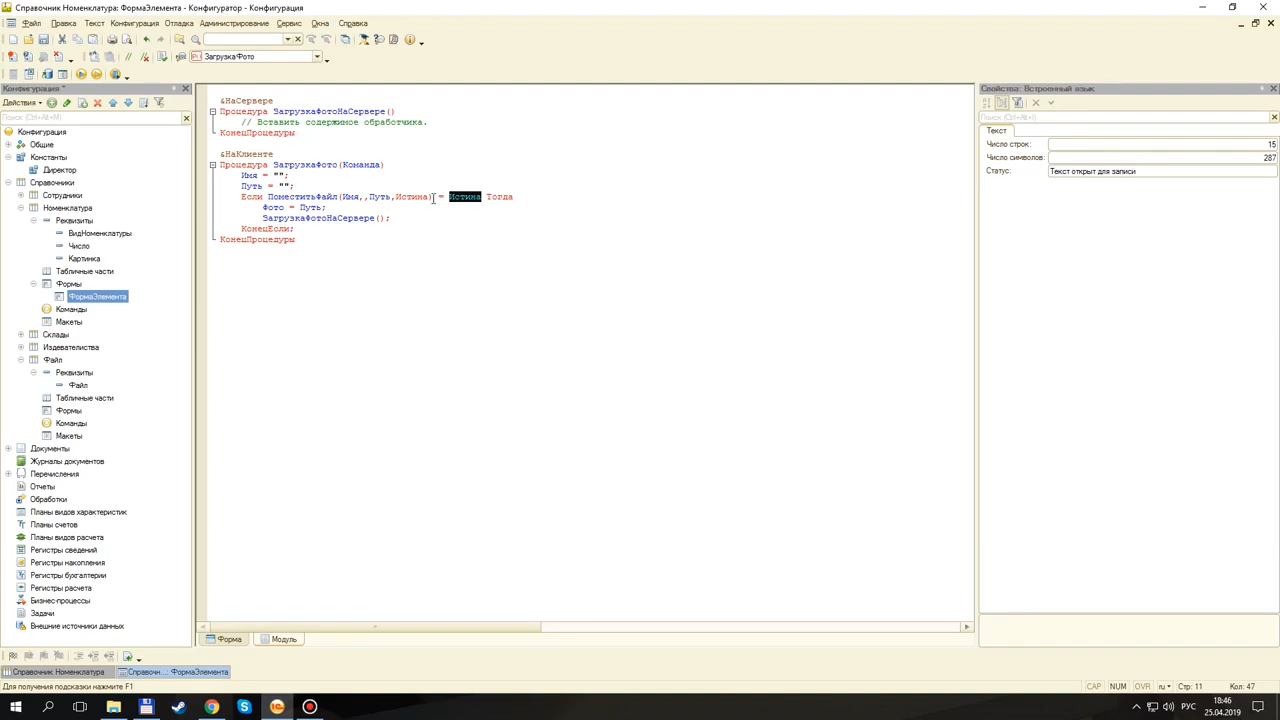 Справочник Номенклатура: ФормаЭлемента - Конфигуратор - Конфигурация
Файл Правка Текст Конфигурация Отладка Администрирование Сервис Окна Справка
ЗагрузкаФото
Конфигурация *
Действия
Поиск (Ctrl+Alt+M)
Конфигурация
Общие
Константы
Директор
Справочники
Сотрудники
Номенклатура
Реквизиты
ВидНоменклатуры
Число
Картинка
Табличные части
Формы
ФормаЭлемента
Команды
Макеты
Склады
Издевателиства
Файл
Реквизиты
Файл
Табличные части
Формы
Команды
Макеты
Документы
Журналы документов
Перечисления
Отчеты
Обработки
Планы видов характеристик
Планы счетов
Планы видов расчета
Регистры сведений
Регистры накопления
Регистры бухгалтерии
Регистры расчета
Бизнес-процессы
Задачи
Внешние источники данных
&НаСервере
Процедура ЗагрузкаФотоНаСервере()
// Вставить содержимое обработчика.
КонецПроцедуры
&НаКлиенте
Процедура ЗагрузкаФото(Команда)
Имя = "";
Путь = "";
Если ПоместитьФайл(Имя,,Путь,Истина) = Истина Тогда
Фото = Путь;
ЗагрузкаФотоНаСервере();
КонецЕсли;
КонецПроцедуры
Форма Модуль
Свойства: Встроенный язык
Поиск (Ctrl+Alt+I)
Текст
Число строк: 15
Число символов: 287
Статус: Текст открыт для записи
Справочник Номенклатура Справочн...: ФормаЭлемента
Для получения подсказки нажмите F1
CAP NUM OVR ru Стр: 11 Кол: 47
РУС
18:46
25.04.2019